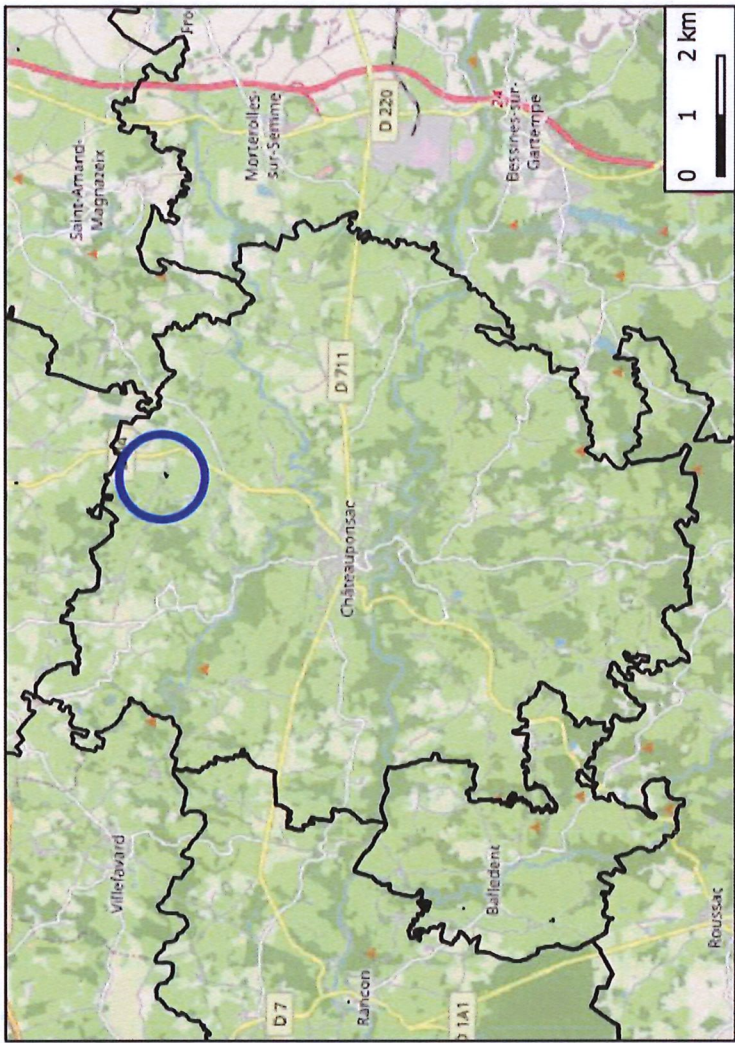 Saint-Amand-
Magnazeix
Fro
Morterolles-
sur-Semme
D 220
24
Bessines-sur-
Gartempe
0 1 2 km
D 711
Châteauponsac
Villefavard
Balledent
D 7
Rancon
D 1A1
Roussac